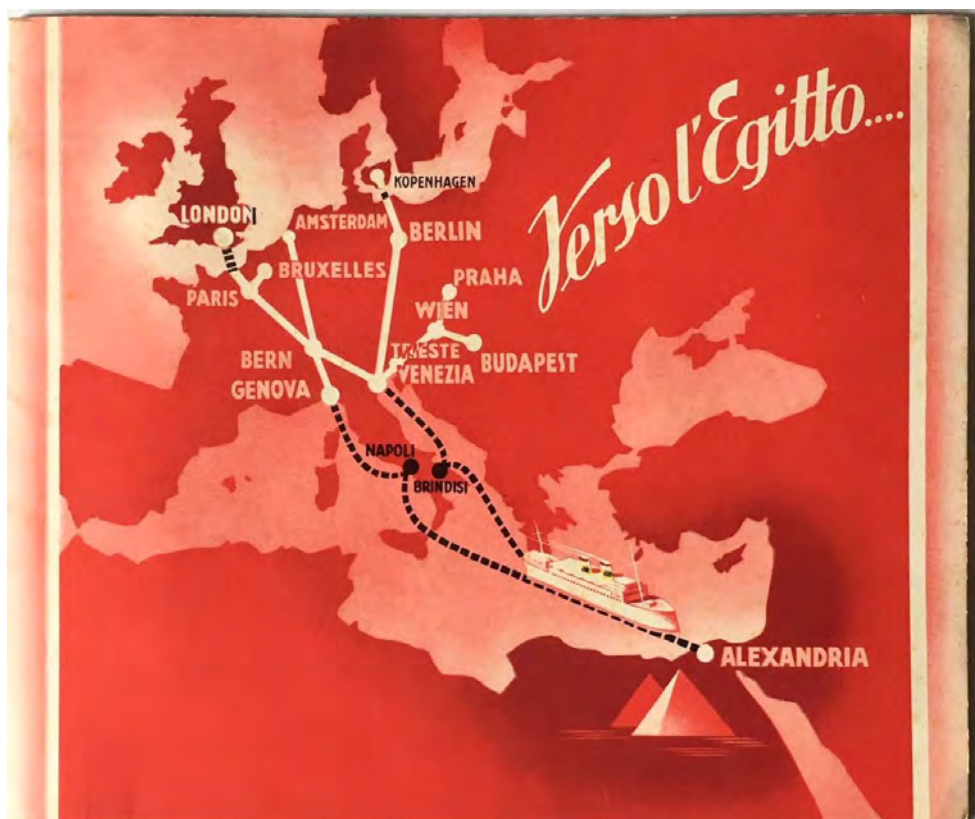 Verso l'Egitto....
KOPENHAGEN
LONDON
AMSTERDAM
BERLIN
BRUXELLES
PRAHA
PARIS
WIEN
BERN
TRIESTE
BUDAPEST
GENOVA
VENEZIA
NAPOLI
BRINDISI
ALEXANDRIA